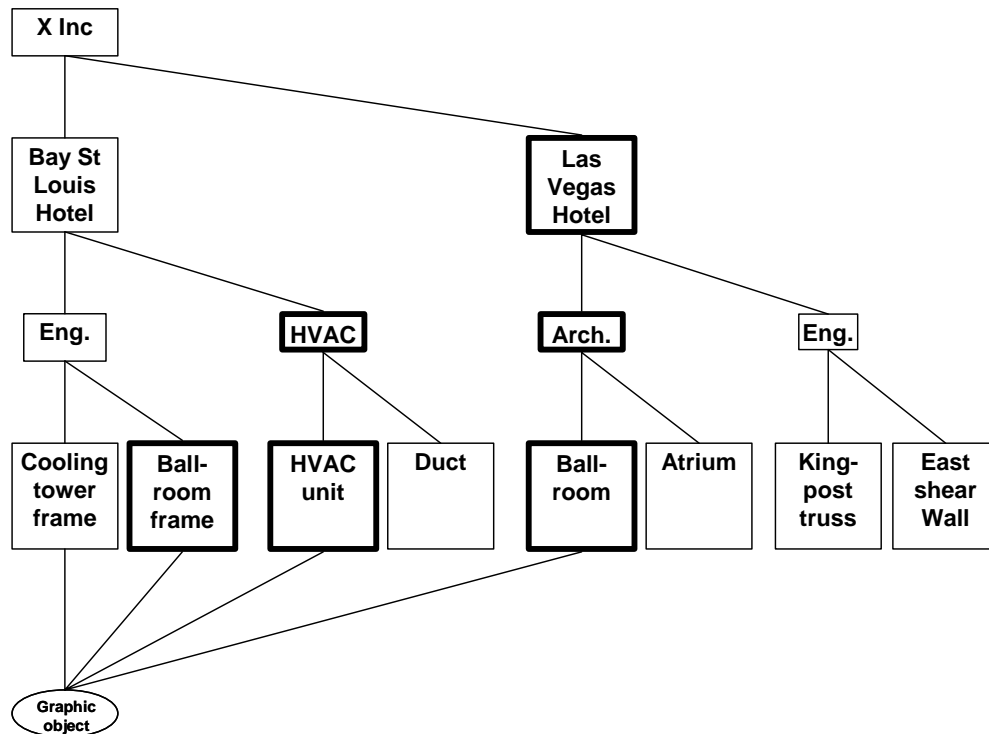 X Inc
Bay St
Louis
Hotel
Las
Vegas
Hotel
Eng.
HVAC
Arch.
Eng.
Cooling
tower
frame
Ball-
room
frame
HVAC
unit
Duct
Ball-
room
Atrium
King-
post
truss
East
shear
Wall
Graphic
object